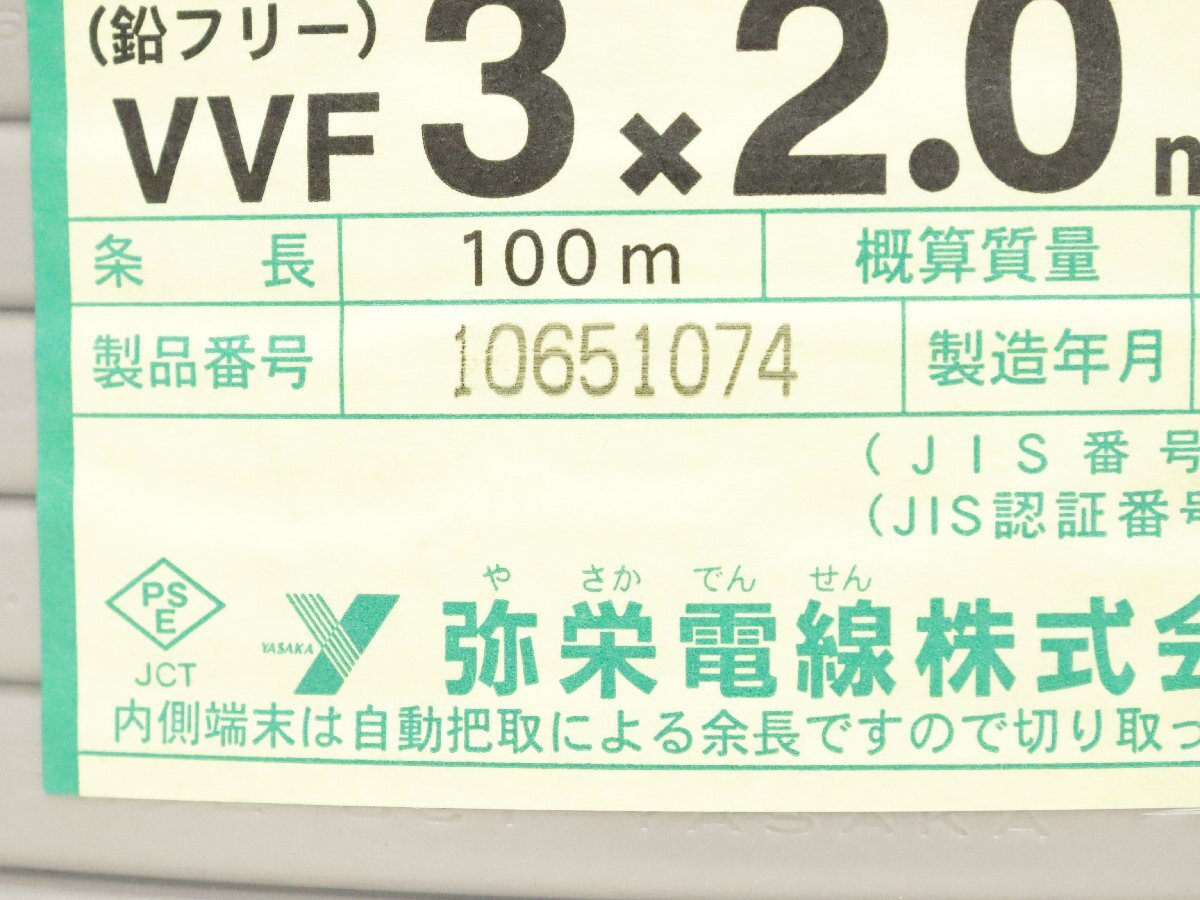 (鉛フリー)
VVF 3×2.0
条長 100m 概算質量
製品番号 10651074 製造年月
(JIS番号
(JIS認証番号
や さか でん せん
PS
E
JCT
YASAKA
弥栄電線株式会
内側端末は自動把取による余長ですので切り取っ
YASAKA